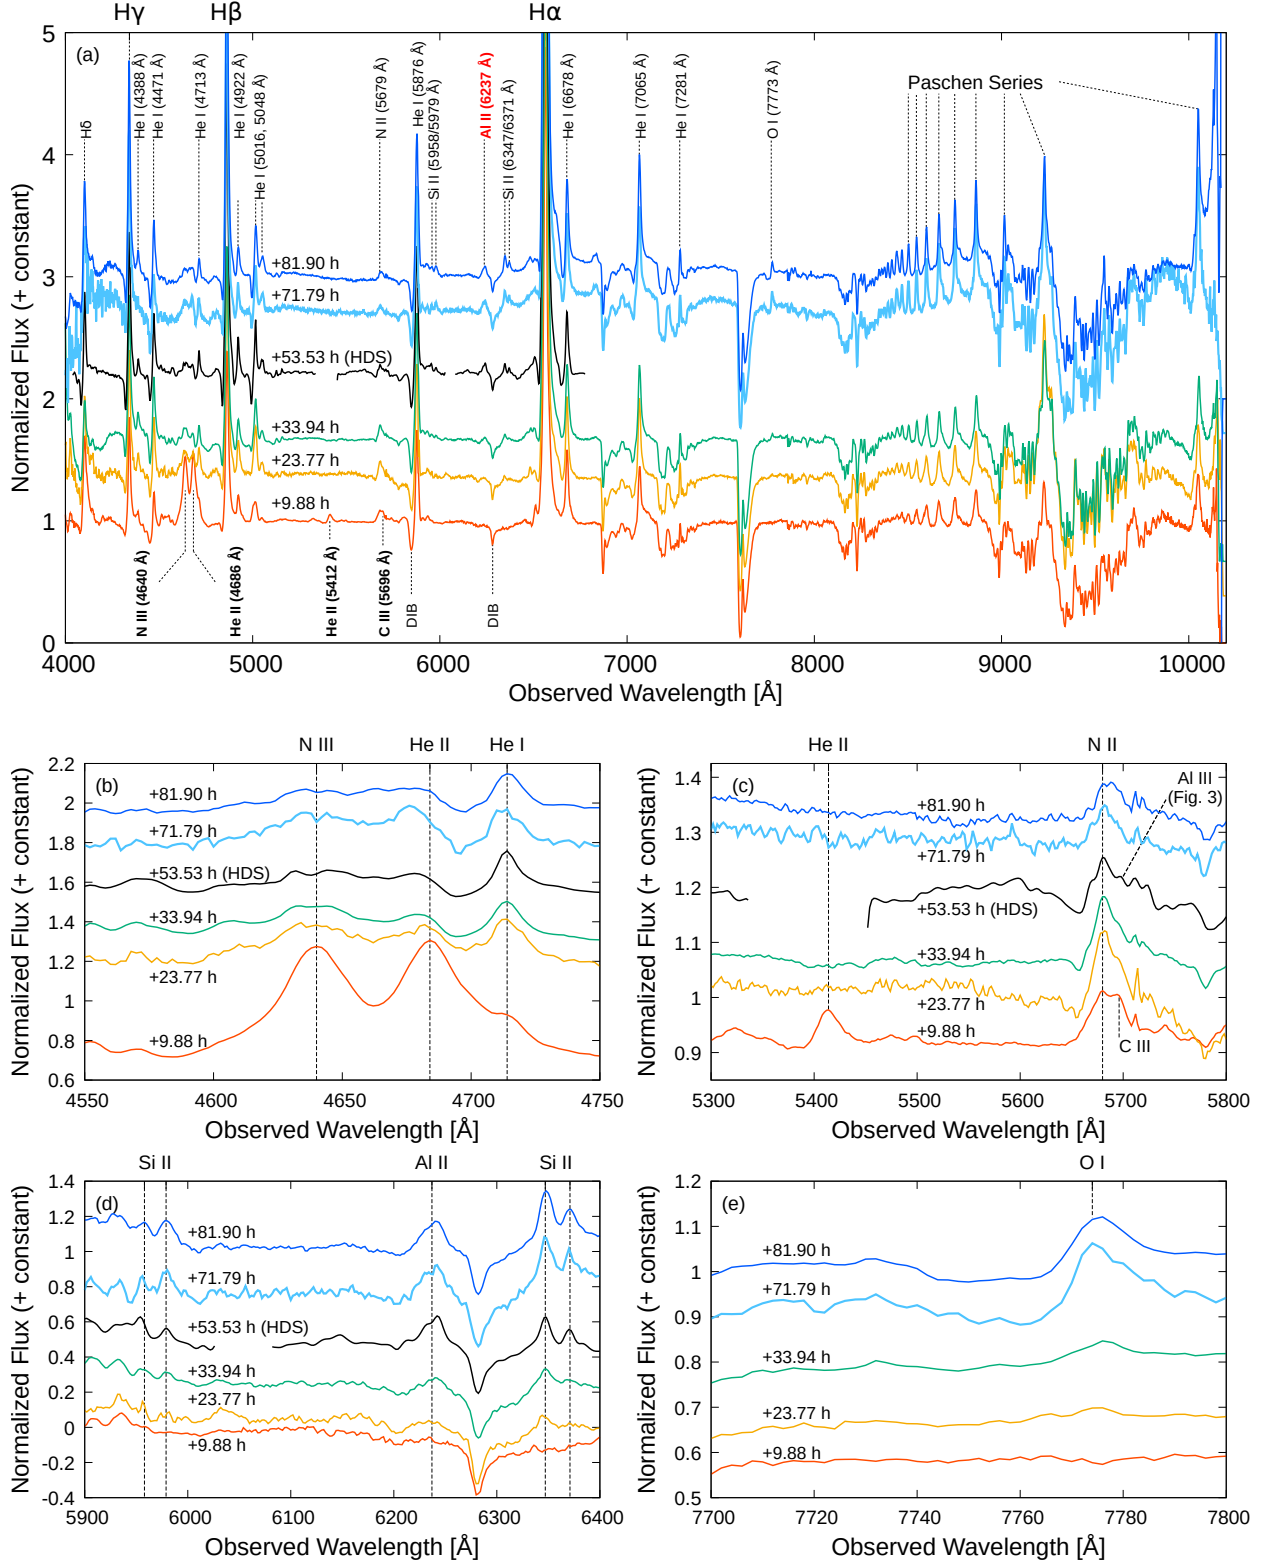 Hγ Hβ Hα
(a)
Hδ
He I (4388 Å)
He I (4471 Å)
He I (4713 Å)
He I (4922 Å)
He I (5016, 5048 Å)
N II (5679 Å)
He I (5876 Å)
Si II (5958/5979 Å)
Al II (6237 Å)
Si II (6347/6371 Å)
He I (6678 Å)
He I (7065 Å)
He I (7281 Å)
O I (7773 Å)
Paschen Series
+81.90 h
+71.79 h
+53.53 h (HDS)
+33.94 h
+23.77 h
+9.88 h
N III (4640 Å)
He II (4686 Å)
He II (5412 Å)
C III (5696 Å)
DIB
DIB
5
4
3
2
1
0
Normalized Flux (+ constant)
4000 5000 6000 7000 8000 9000 10000
Observed Wavelength [Å]
N III He II He I
(b)
+81.90 h
+71.79 h
+53.53 h (HDS)
+33.94 h
+23.77 h
+9.88 h
2.2
2
1.8
1.6
1.4
1.2
1
0.8
0.6
Normalized Flux (+ constant)
4550 4600 4650 4700 4750
Observed Wavelength [Å]
He II N II
(c)
Al III
(Fig. 3)
+81.90 h
+71.79 h
+53.53 h (HDS)
+33.94 h
+23.77 h
+9.88 h
C III
1.4
1.3
1.2
1.1
1
0.9
Normalized Flux (+ constant)
5300 5400 5500 5600 5700 5800
Observed Wavelength [Å]
Si II Al II Si II
(d)
+81.90 h
+71.79 h
+53.53 h (HDS)
+33.94 h
+23.77 h
+9.88 h
1.4
1.2
1
0.8
0.6
0.4
0.2
0
-0.2
-0.4
Normalized Flux (+ constant)
5900 6000 6100 6200 6300 6400
Observed Wavelength [Å]
O I
(e)
+81.90 h
+71.79 h
+33.94 h
+23.77 h
+9.88 h
1.2
1.1
1
0.9
0.8
0.7
0.6
0.5
Normalized Flux (+ constant)
7700 7720 7740 7760 7780 7800
Observed Wavelength [Å]